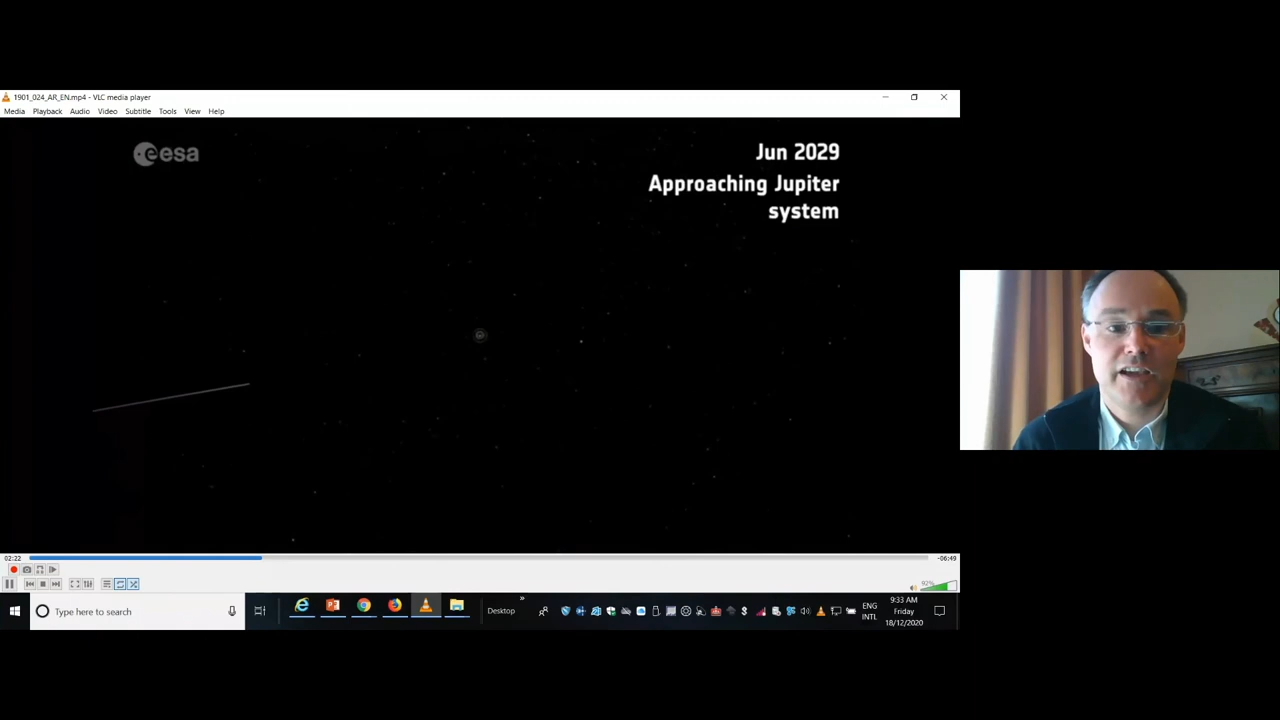 1901_024_AR_EN.mp4 - VLC media player
Media Playback Audio Video Subtitle Tools View Help
esa
Jun 2029
Approaching Jupiter
system
02:22
-06:49
92%
Type here to search
Desktop
ENG
INTL
9:33 AM
Friday
18/12/2020